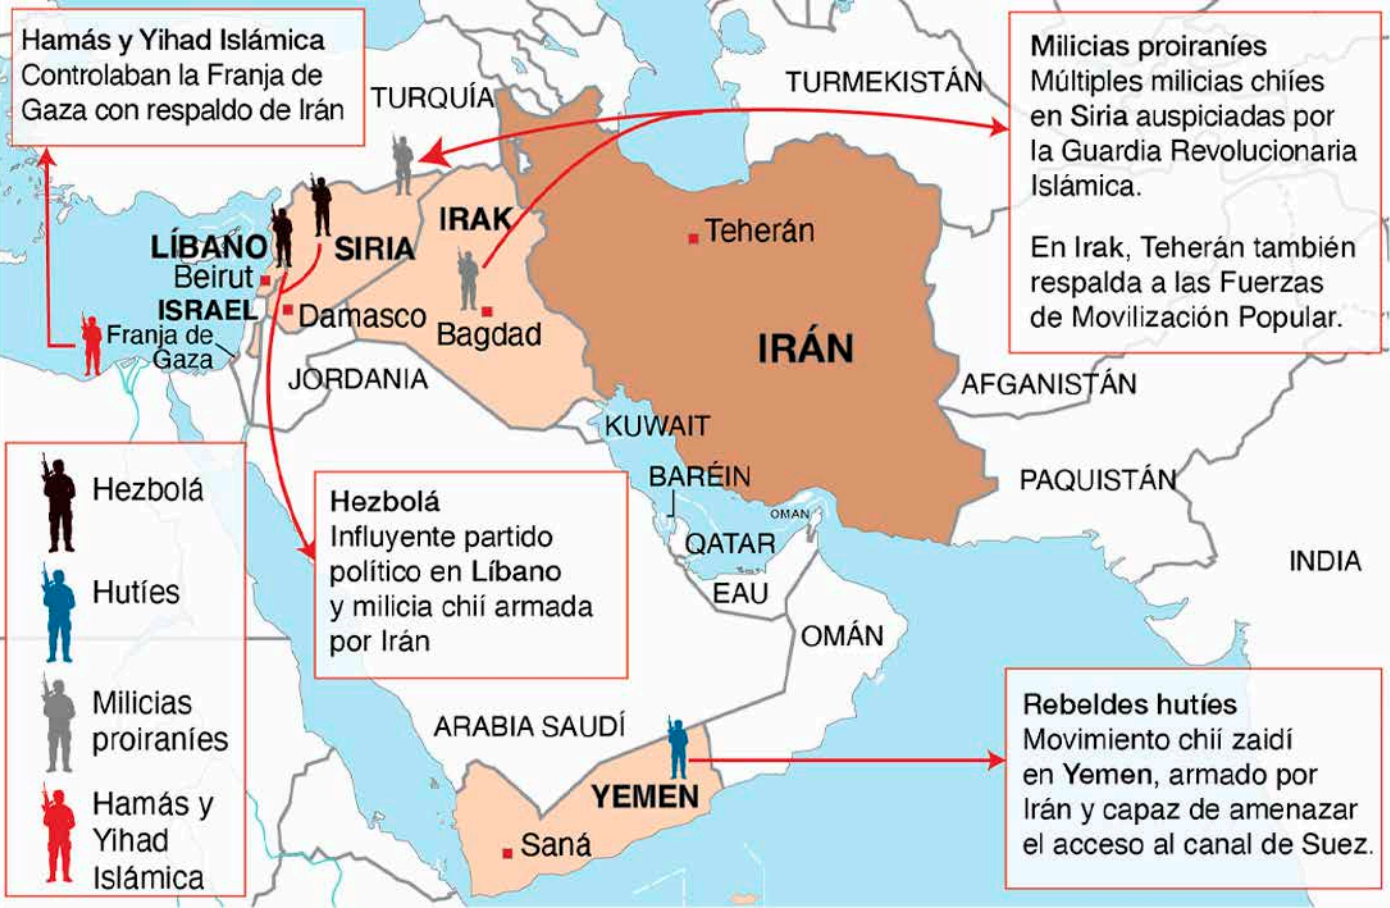 Hamás y Yihad Islámica
Controlaban la Franja de
Gaza con respaldo de Irán
Milicias proiraníes
Múltiples milicias chiíes
en Siria auspiciadas por
la Guardia Revolucionaria
Islámica.
En Irak, Teherán también
respalda a las Fuerzas
de Movilización Popular.
TURQUÍA
TURMEKISTÁN
IRAK
Teherán
LÍBANO
SIRIA
Beirut
ISRAEL
Damasco
Franja de
Gaza
Bagdad
IRÁN
JORDANIA
AFGANISTÁN
KUWAIT
BARÉIN
PAQUISTÁN
OMAN
QATAR
INDIA
EAU
OMÁN
Hezbolá
Influyente partido
político en Líbano
y milicia chií armada
por Irán
Hezbolá
Hutíes
Milicias
proiraníes
Hamás y
Yihad
Islámica
ARABIA SAUDÍ
YEMEN
Saná
Rebeldes hutíes
Movimiento chií zaidí
en Yemen, armado por
Irán y capaz de amenazar
el acceso al canal de Suez.